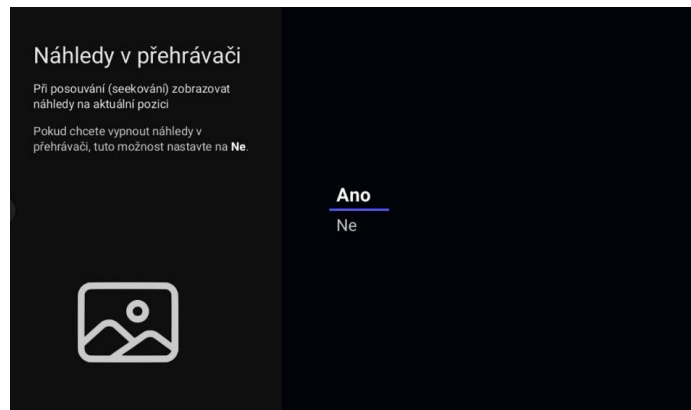 Náhledy v přehrávači
Při posouvání (seekování) zobrazovat
náhledy na aktuální pozici
Pokud chcete vypnout náhledy v
přehrávači, tuto možnost nastavte na Ne.
Ano
Ne